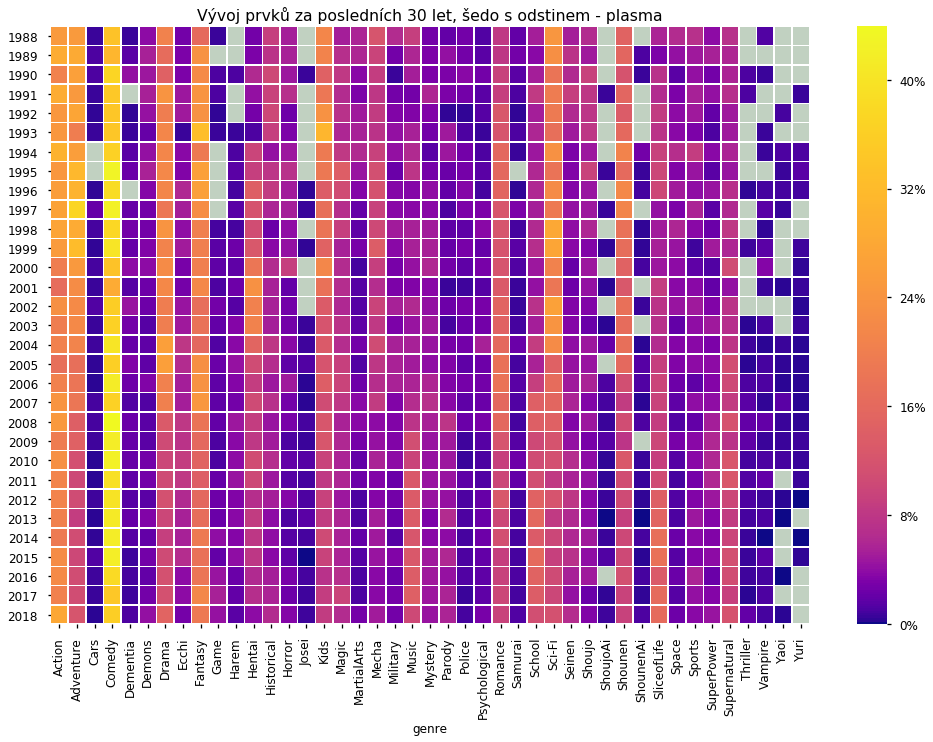 Vývoj prvků za posledních 30 let, šedo s odstinem - plasma
1988
1989
1990
1991
1992
1993
1994
1995
1996
1997
1998
1999
2000
2001
2002
2003
2004
2005
2006
2007
2008
2009
2010
2011
2012
2013
2014
2015
2016
2017
2018
40%
32%
24%
16%
8%
0%
Action
Adventure
Cars
Comedy
Dementia
Demons
Drama
Ecchi
Fantasy
Game
Harem
Hentai
Historical
Horror
Josei
Kids
Magic
MartialArts
Mecha
Military
Music
Mystery
Parody
Police
Psychological
Romance
Samurai
School
Sci-Fi
Seinen
Shoujo
ShoujoAi
Shounen
ShounenAi
SliceofLife
Space
Sports
SuperPower
Supernatural
Thriller
Vampire
Yaoi
Yuri
genre